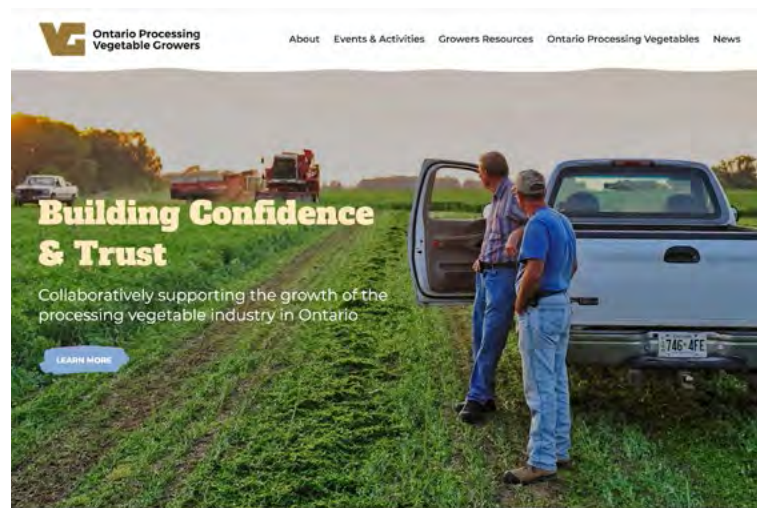 VG
Ontario Processing
Vegetable Growers
About Events & Activities Growers Resources Ontario Processing Vegetables News
Building Confidence
& Trust
Collaboratively supporting the growth of the
processing vegetable industry in Ontario
LEARN MORE
746-4FE